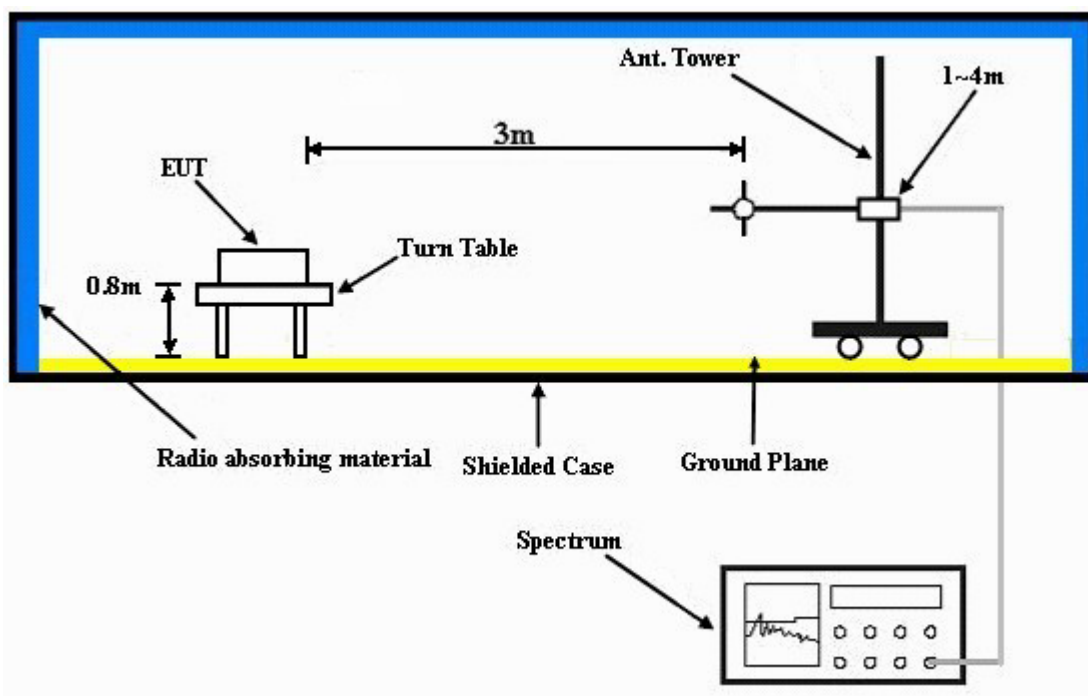 Ant. Tower
1~4m
3m
EUT
Turn Table
0.8m
Radio absorbing material
Shielded Case
Ground Plane
Spectrum